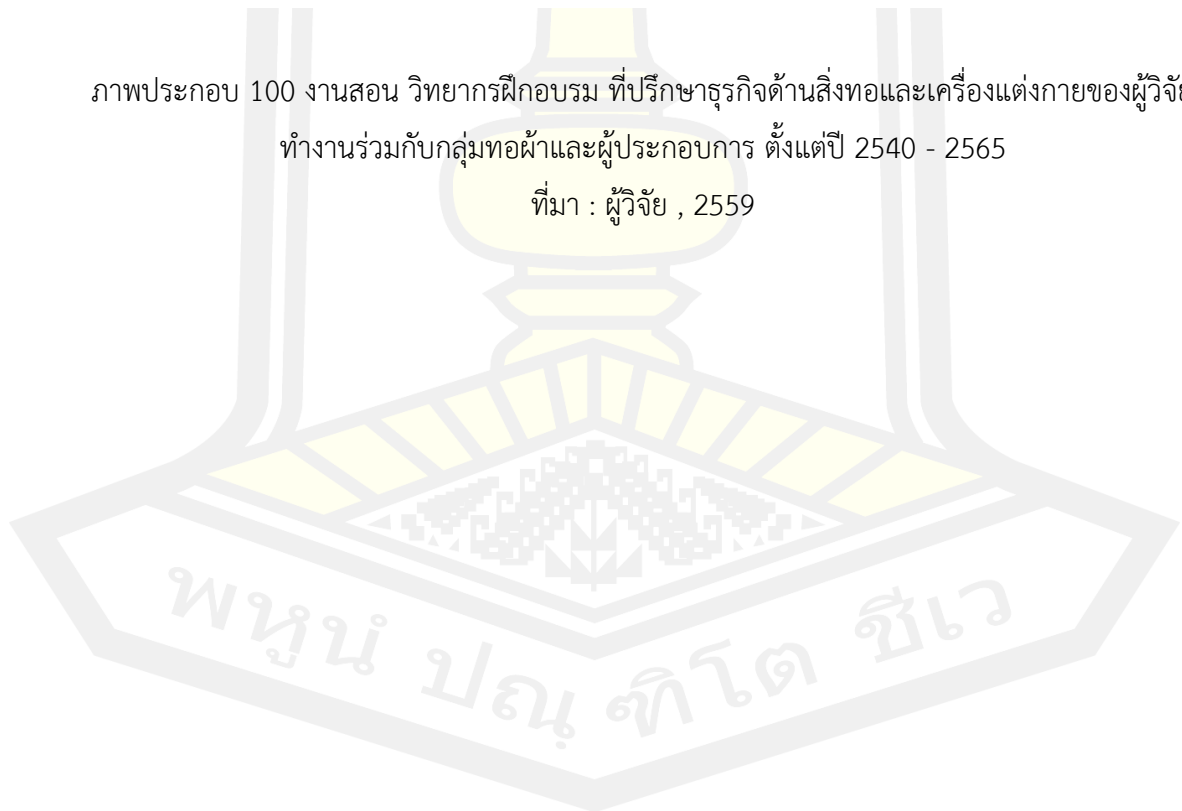 ภาพประกอบ 100 งานสอน วิทยากรฝึกอบรม ที่ปรึกษาธุรกิจด้านสิ่งทอและเครื่องแต่งกายของผู้วิจัย
ทำงานร่วมกับกลุ่มทอผ้าและผู้ประกอบการ ตั้งแต่ปี 2540 - 2565
ที่มา : ผู้วิจัย , 2559
พหูนํ ปณฺฑิโต ชีเว